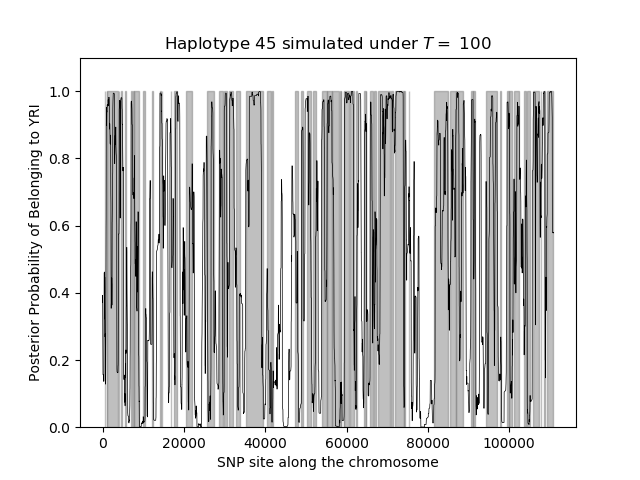 Haplotype 45 simulated under T = 100
Posterior Probability of Belonging to YRI
1.0
0.8
0.6
0.4
0.2
0.0
0 20000 40000 60000 80000 100000
SNP site along the chromosome